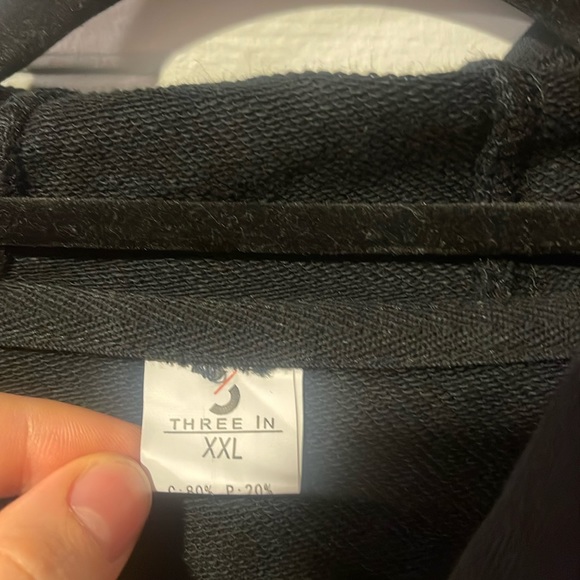 THREE IN
XXL
C:80% P:20%